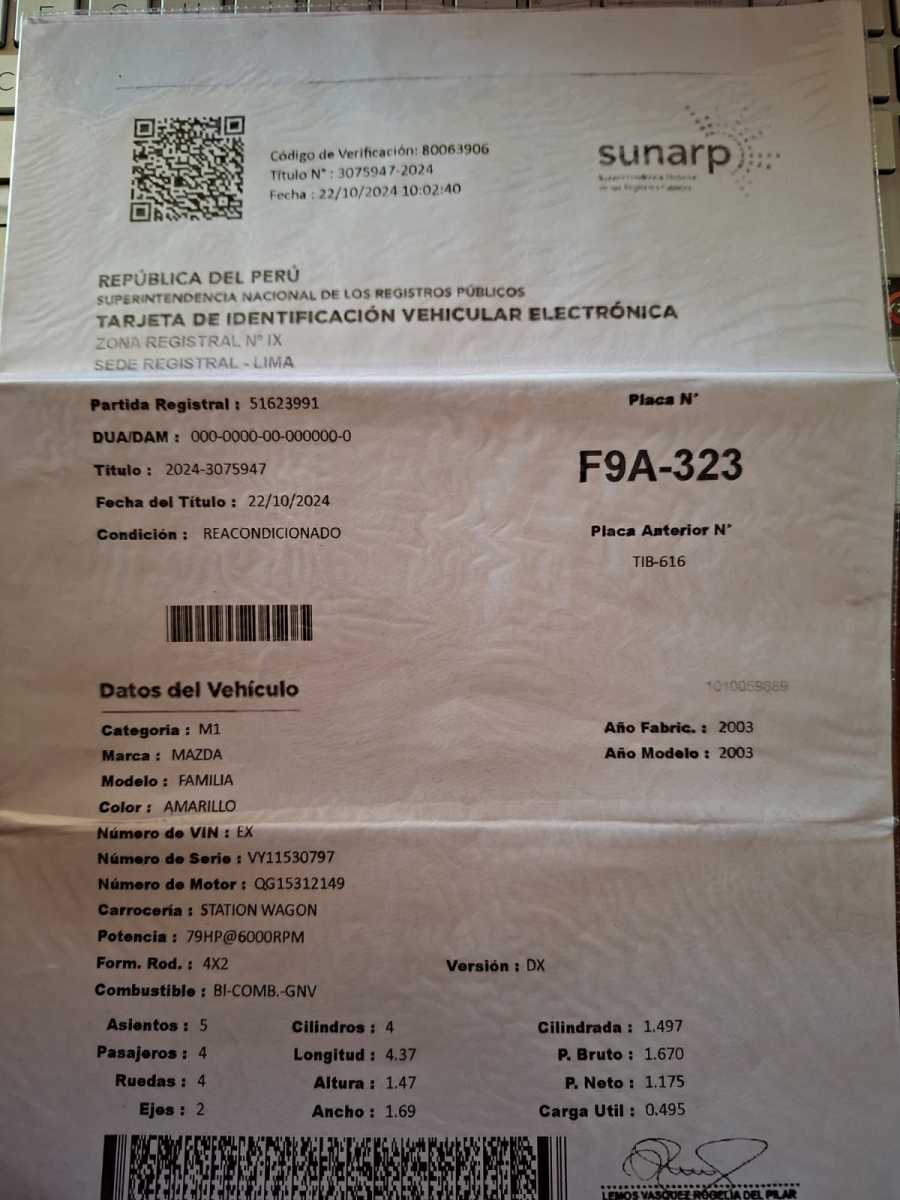 Código de Verificación: 80063906
Título N° : 3075947-2024
Fecha : 22/10/2024 10:02:40
sunarp
REPÚBLICA DEL PERÚ
SUPERINTENDENCIA NACIONAL DE LOS REGISTROS PÚBLICOS
TARJETA DE IDENTIFICACIÓN VEHICULAR ELECTRÓNICA
ZONA REGISTRAL N° IX
SEDE REGISTRAL - LIMA
Partida Registral : 51623991
DUA/DAM : 000-0000-00-000000-0
Titulo : 2024-3075947
Fecha del Título : 22/10/2024
Condición : REACONDICIONADO
Placa N°
F9A-323
Placa Anterior N°
TIB-616
Datos del Vehículo
1010059889
Categoria : M1
Marca : MAZDA
Modelo : FAMILIA
Color : AMARILLO
Número de VIN : EX
Número de Serie : VY11530797
Número de Motor : QG15312149
Carrocería : STATION WAGON
Potencia : 79HP@6000RPM
Form. Rod. : 4X2
Combustible : BI-COMB.-GNV
Año Fabric. : 2003
Año Modelo : 2003
Versión : DX
Asientos : 5 Cilindros : 4 Cilindrada : 1.497
Pasajeros : 4 Longitud : 4.37 P. Bruto : 1.670
Ruedas : 4 Altura : 1.47 P. Neto : 1.175
Ejes : 2 Ancho : 1.69 Carga Util : 0.495
LEMOS VASQUEZ ROGELIA DEL PILAR